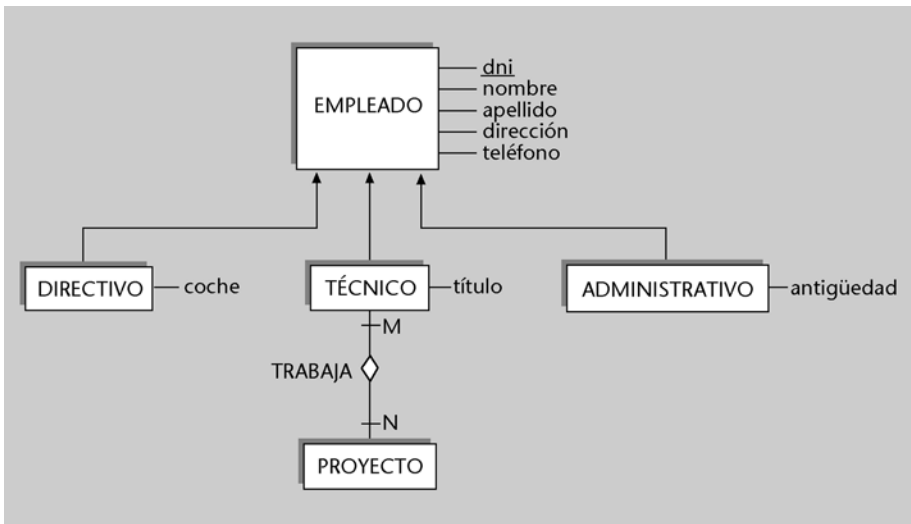 dni
nombre
EMPLEADO
apellido
dirección
teléfono
DIRECTIVO
coche
TÉCNICO
título
ADMINISTRATIVO
antigüedad
M
TRABAJA
N
PROYECTO